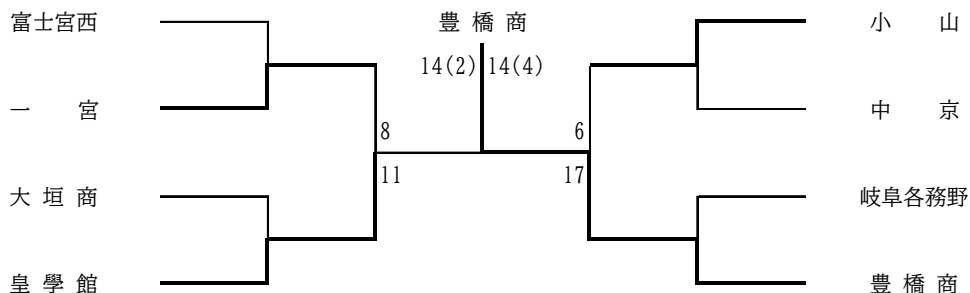 富士宮西
豊橋商
小山
14(2) 14(4)
一宮
8
6
中京
11
17
大垣商
岐阜各務野
皇學館
豊橋商